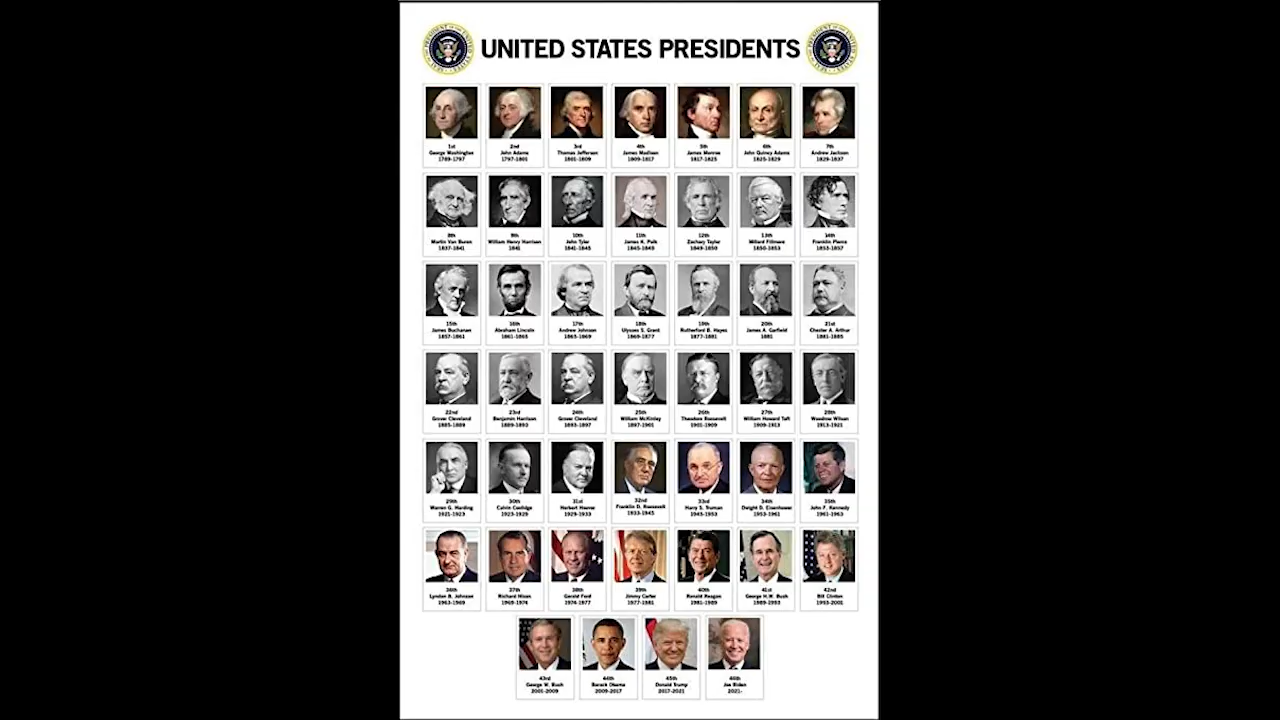 UNITED STATES PRESIDENTS
1st
George Washington
1789-1797
2nd
John Adams
1797-1801
3rd
Thomas Jefferson
1801-1809
4th
James Madison
1809-1817
5th
James Monroe
1817-1825
6th
John Quincy Adams
1825-1829
7th
Andrew Jackson
1829-1837
8th
Martin Van Buren
1837-1841
9th
William Henry Harrison
1841
10th
John Tyler
1841-1845
11th
James K. Polk
1845-1849
12th
Zachary Taylor
1849-1850
13th
Millard Fillmore
1850-1853
14th
Franklin Pierce
1853-1857
15th
James Buchanan
1857-1861
16th
Abraham Lincoln
1861-1865
17th
Andrew Johnson
1865-1869
18th
Ulysses S. Grant
1869-1877
19th
Rutherford B. Hayes
1877-1881
20th
James A. Garfield
1881
21st
Chester A. Arthur
1881-1885
22nd
Grover Cleveland
1885-1889
23rd
Benjamin Harrison
1889-1893
24th
Grover Cleveland
1893-1897
25th
William McKinley
1897-1901
26th
Theodore Roosevelt
1901-1909
27th
William Howard Taft
1909-1913
28th
Woodrow Wilson
1913-1921
29th
Warren G. Harding
1921-1923
30th
Calvin Coolidge
1923-1929
31st
Herbert Hoover
1929-1933
32nd
Franklin D. Roosevelt
1933-1945
33rd
Harry S. Truman
1945-1953
34th
Dwight D. Eisenhower
1953-1961
35th
John F. Kennedy
1961-1963
36th
Lyndon B. Johnson
1963-1969
37th
Richard Nixon
1969-1974
38th
Gerald Ford
1974-1977
39th
Jimmy Carter
1977-1981
40th
Ronald Reagan
1981-1989
41st
George H.W. Bush
1989-1993
42nd
Bill Clinton
1993-2001
43rd
George W. Bush
2001-2009
44th
Barack Obama
2009-2017
45th
Donald Trump
2017-2021
46th
Joe Biden
2021-